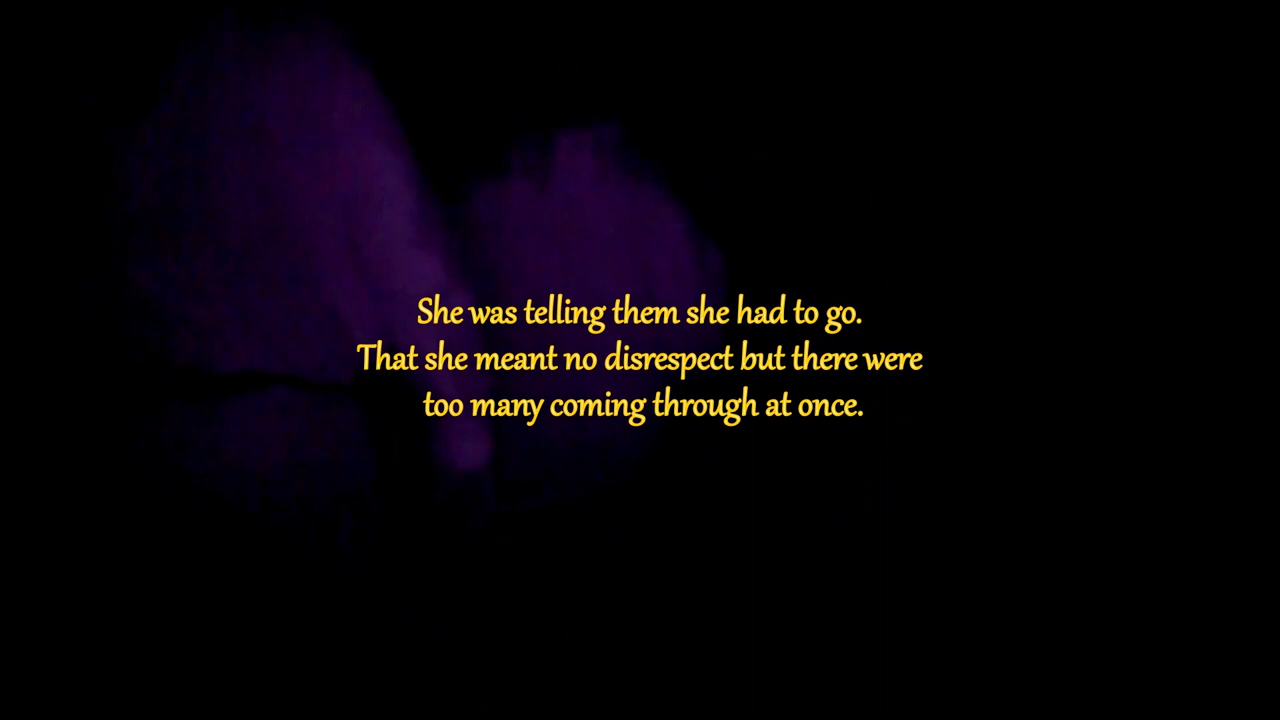 She was telling them she had to go.
That she meant no disrespect but there were
too many coming through at once.